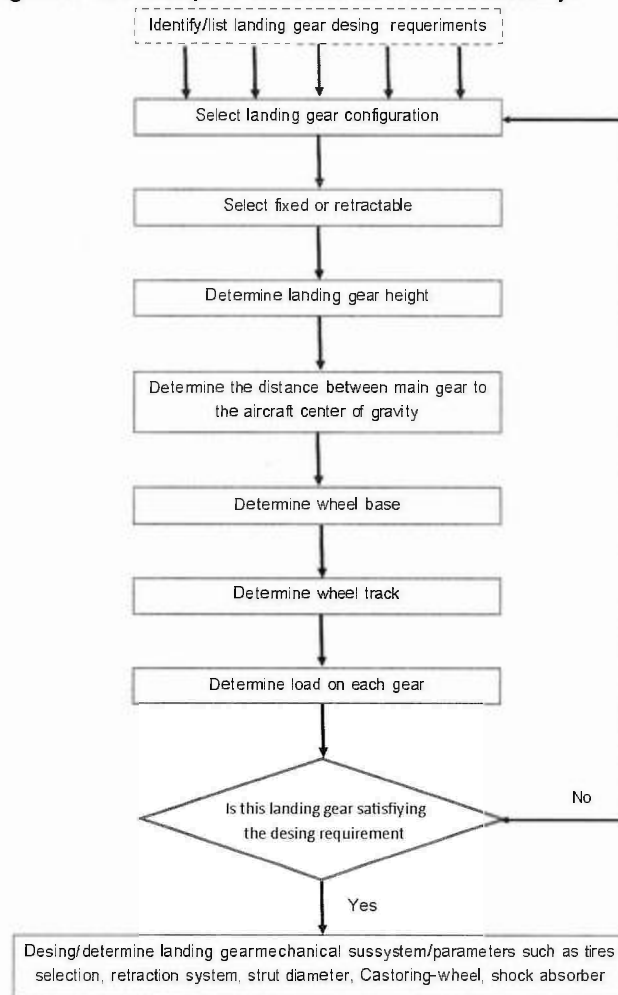 Identify/list landing gear desing requeriments
Select landing gear configuration
Select fixed or retractable
Determine landing gear height
Determine the distance between main gear to
the aircraft center of gravity
Determine wheel base
Determine wheel track
Determine load on each gear
Is this landing gear satisfiying
the desing requirement
No
Yes
Desing/determine landing gearmechanical sussystem/parameters such as tires
selection, retraction system, strut diameter, Castoring-wheel, shock absorber